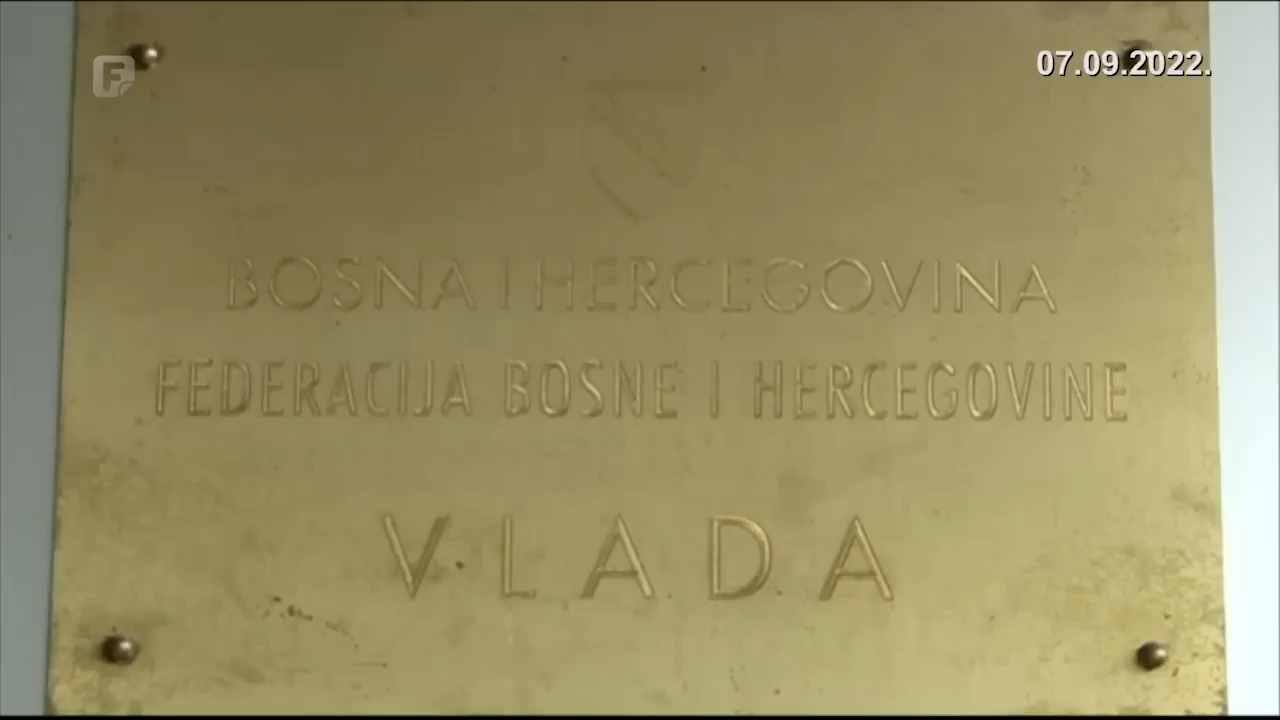 F
07.09.2022.
BOSNA I HERCEGOVINA
FEDERACIJA BOSNE I HERCEGOVINE
VLADA